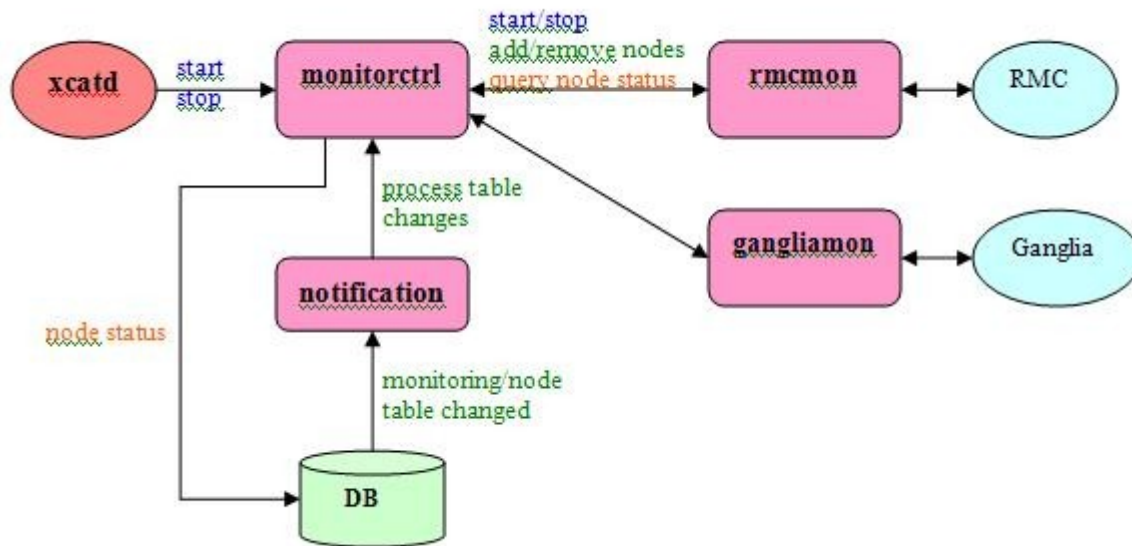 start/stop
add/remove nodes
query node status
xcatd
start
stop
monitorctrl
rmcmon
RMC
process table
changes
gangliamon
Ganglia
notification
node status
monitoring/node
table changed
DB